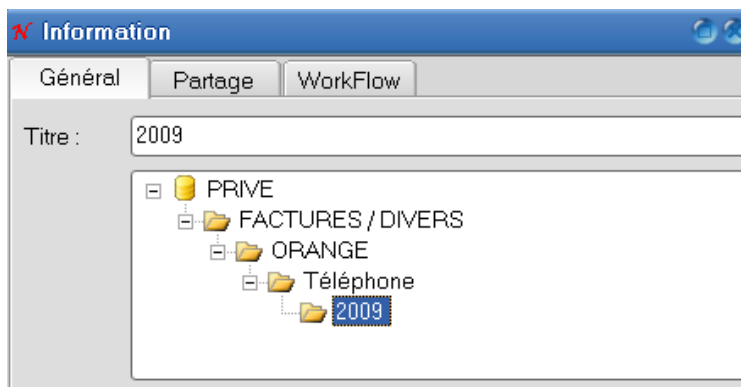 N Information
Général Partage WorkFlow
Titre : 2009
PRIVE
FACTURES / DIVERS
ORANGE
Téléphone
2009